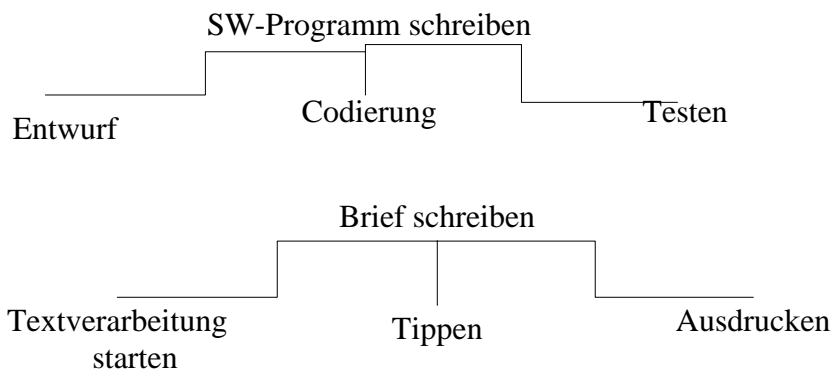 SW-Programm schreiben
Entwurf
Codierung
Testen
Brief schreiben
Textverarbeitung
starten
Tippen
Ausdrucken